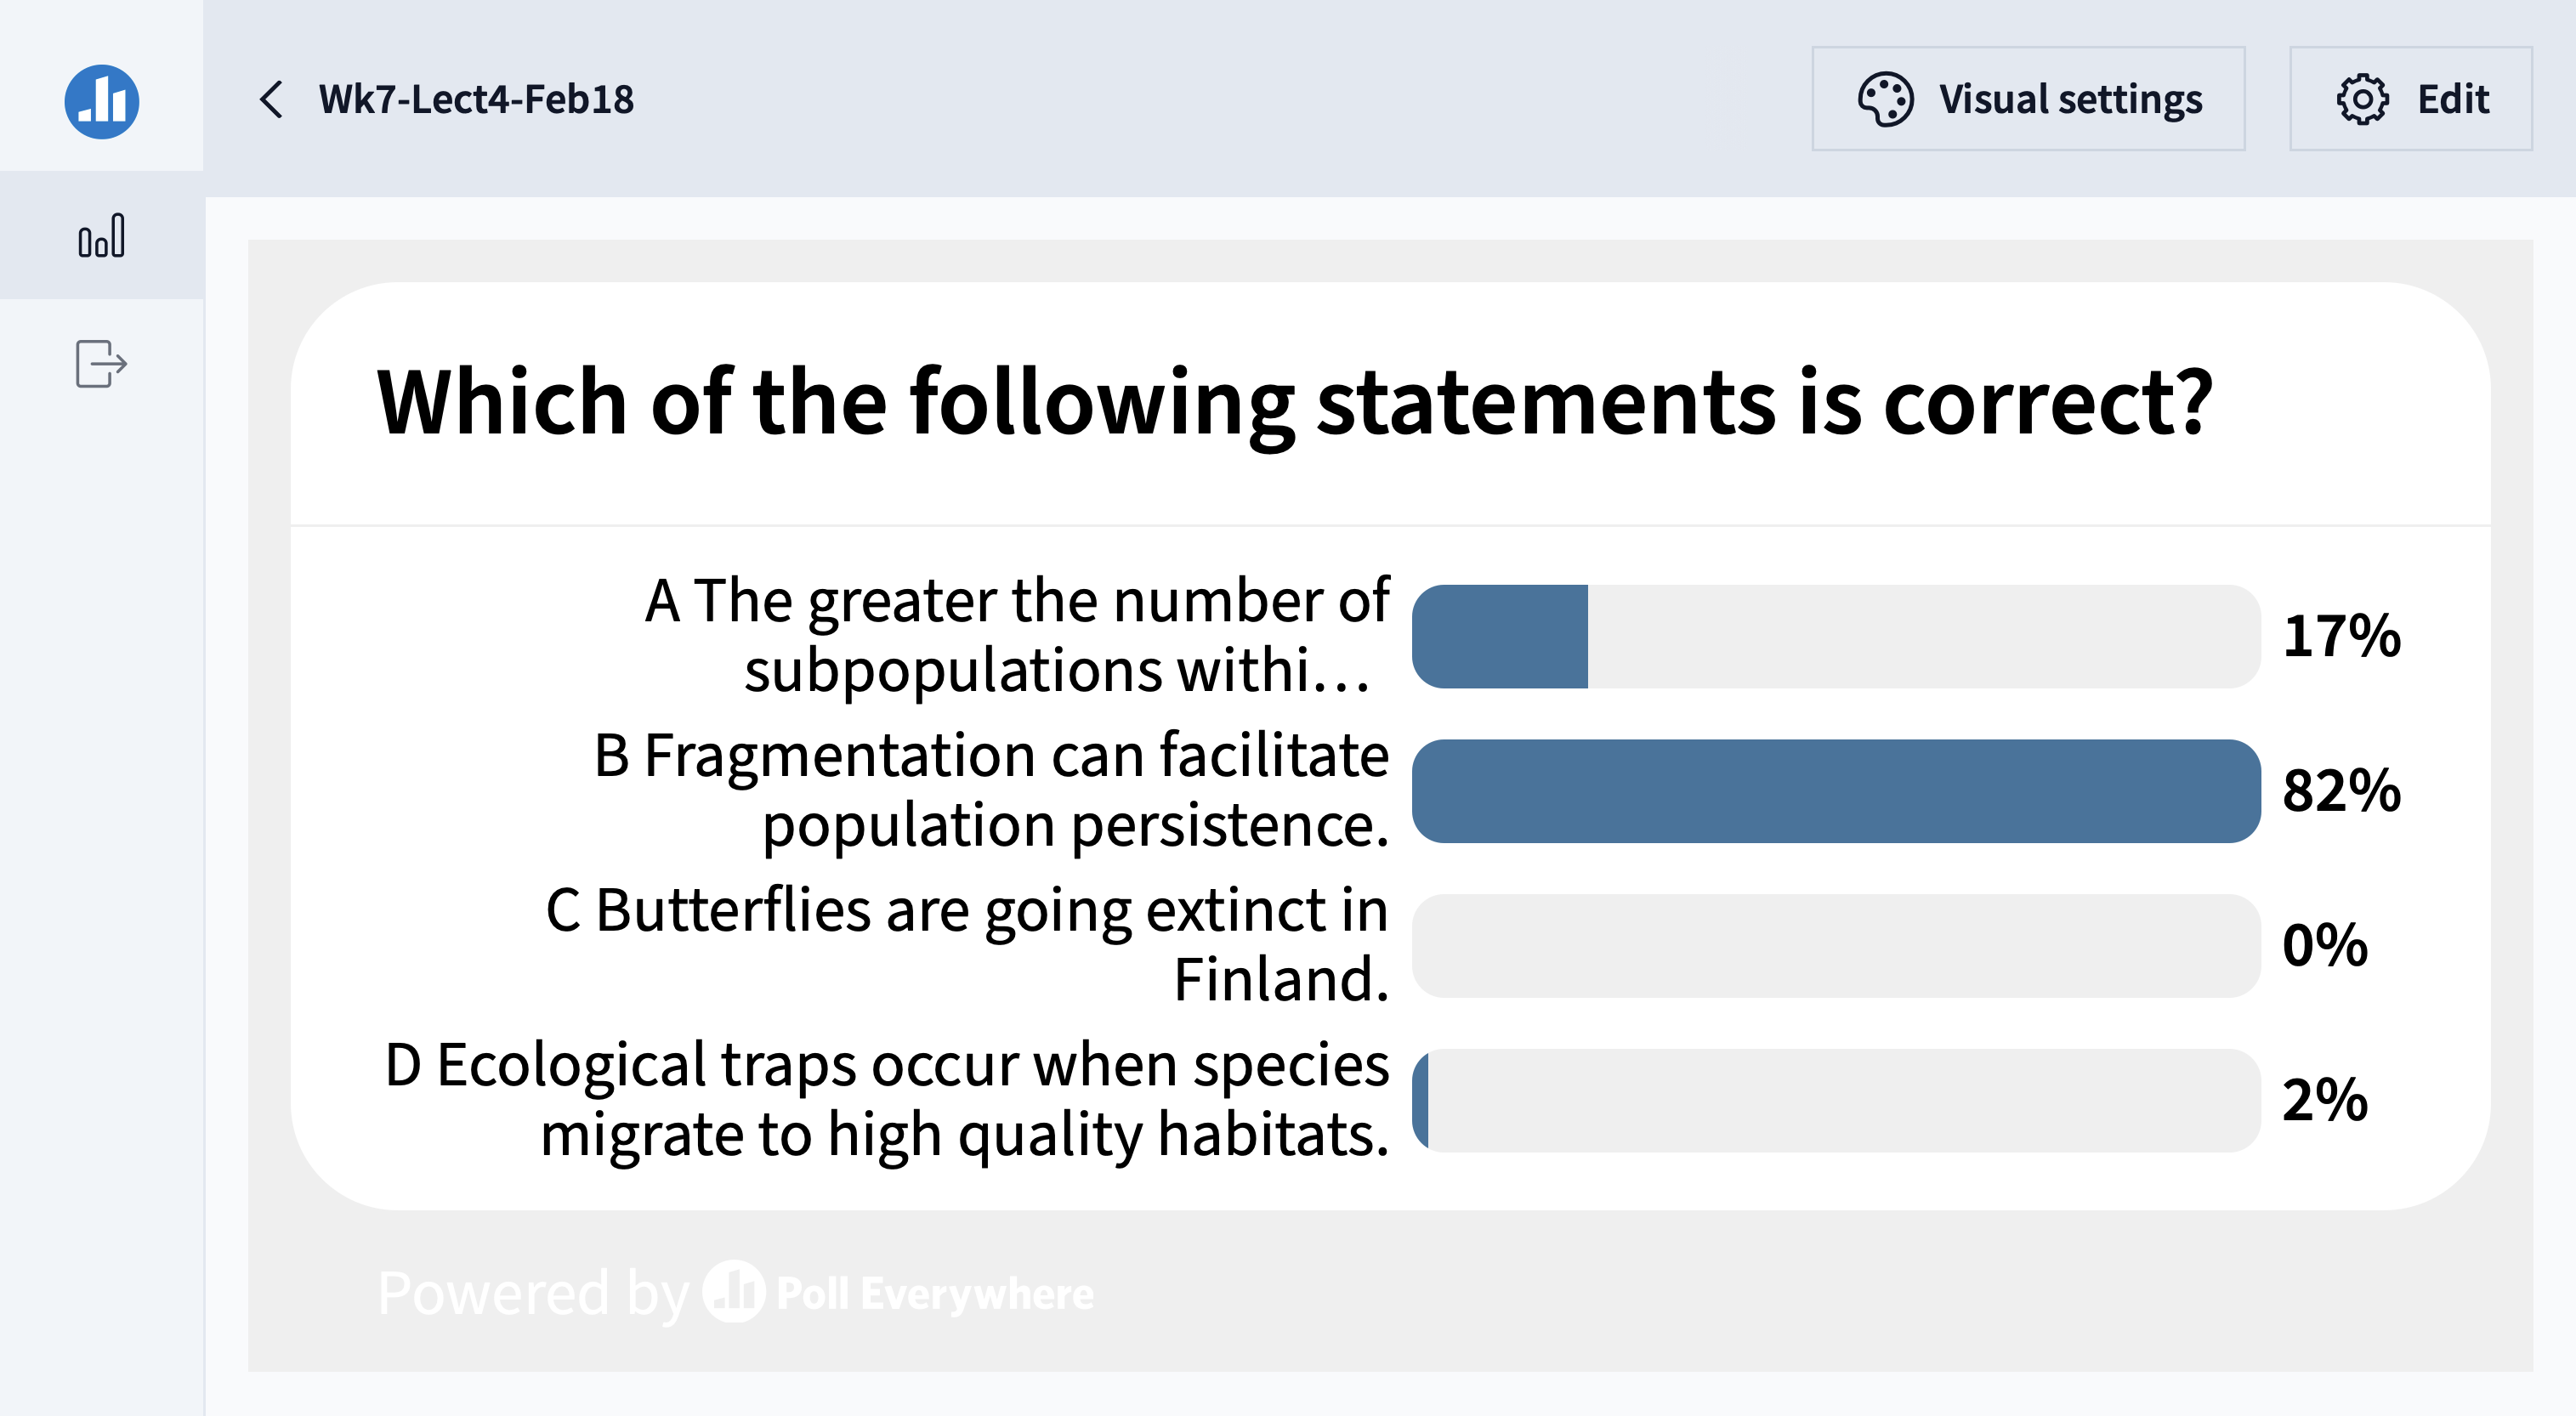 Wk7-Lect4-Feb18
Visual settings
Edit
Which of the following statements is correct?
A The greater the number of
subpopulations withi…
17%
B Fragmentation can facilitate
population persistence.
82%
C Butterflies are going extinct in
Finland.
0%
D Ecological traps occur when species
migrate to high quality habitats.
2%
Powered by Poll Everywhere